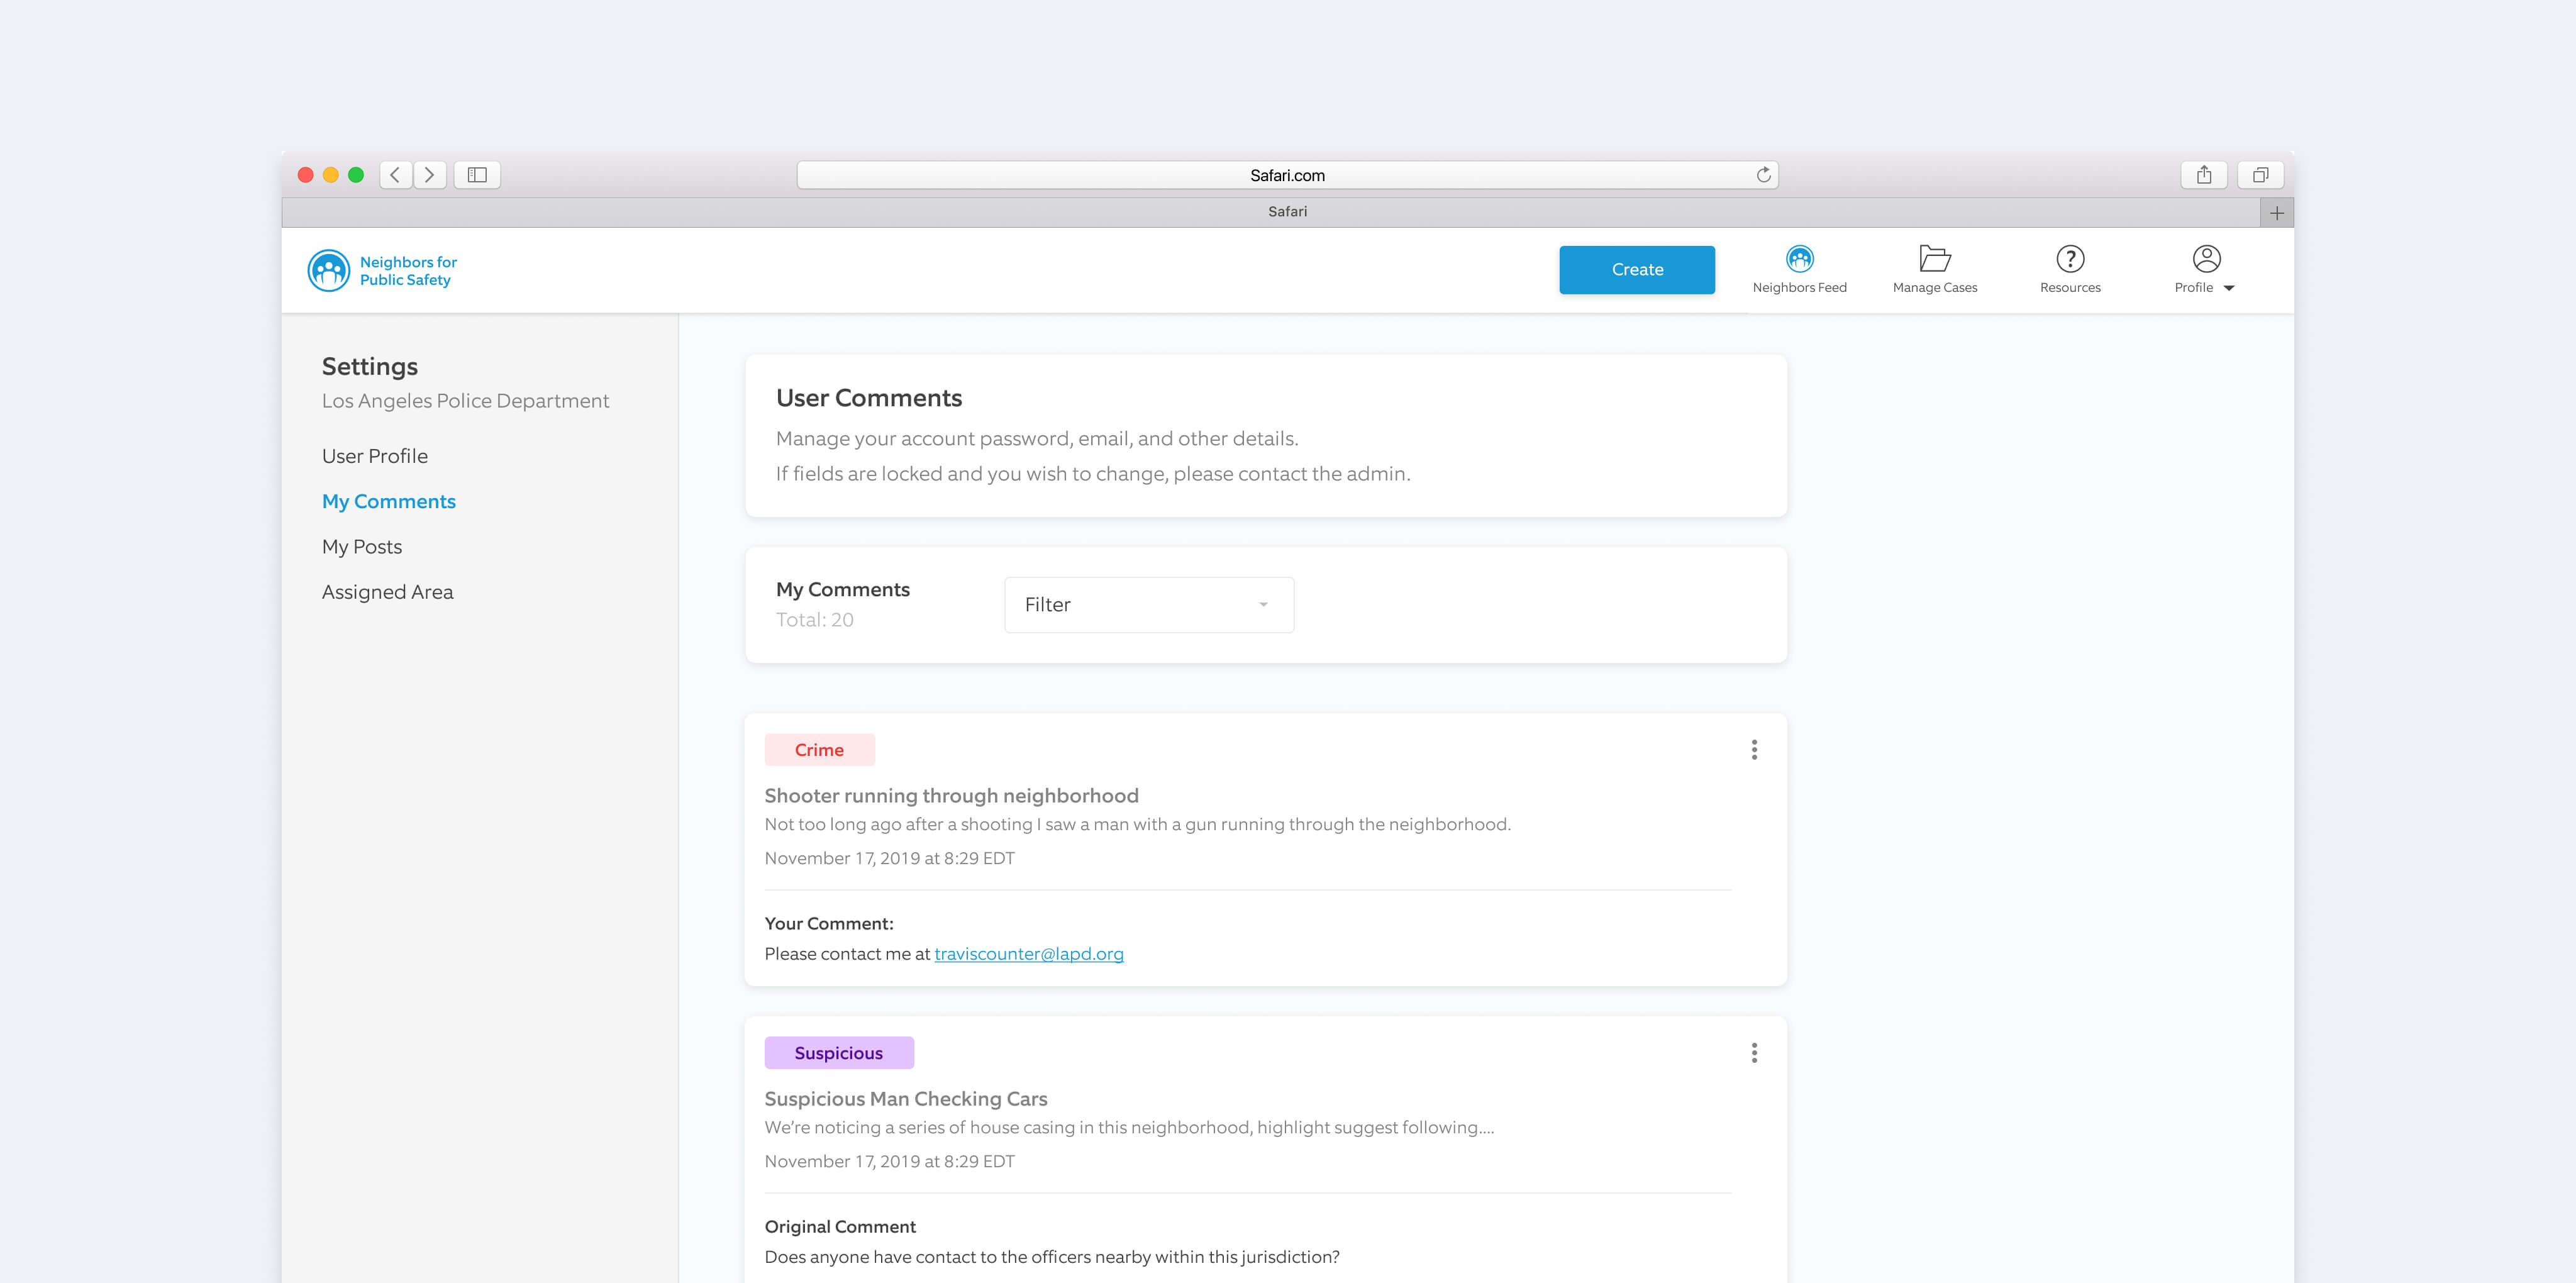 Safari.com
Safari
Neighbors for
Public Safety
Create
Neighbors Feed
Manage Cases
Resources
Profile
Settings
Los Angeles Police Department
User Profile
My Comments
My Posts
Assigned Area
User Comments
Manage your account password, email, and other details.
If fields are locked and you wish to change, please contact the admin.
My Comments
Total: 20
Filter
Crime
Shooter running through neighborhood
Not too long ago after a shooting I saw a man with a gun running through the neighborhood.
November 17, 2019 at 8:29 EDT
Your Comment:
Please contact me at traviscounter@lapd.org
Suspicious
Suspicious Man Checking Cars
We're noticing a series of house casing in this neighborhood, highlight suggest following....
November 17, 2019 at 8:29 EDT
Original Comment
Does anyone have contact to the officers nearby within this jurisdiction?